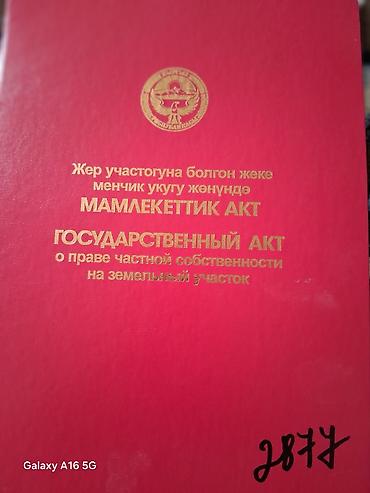 Жер участогуна болгон жеке
менчик укугу жөнүндө
МАМЛЕКЕТТИК АКТ
ГОСУДАРСТВЕННЫЙ АКТ
о праве частной собственности
на земельный участок
Galaxy A16 5G